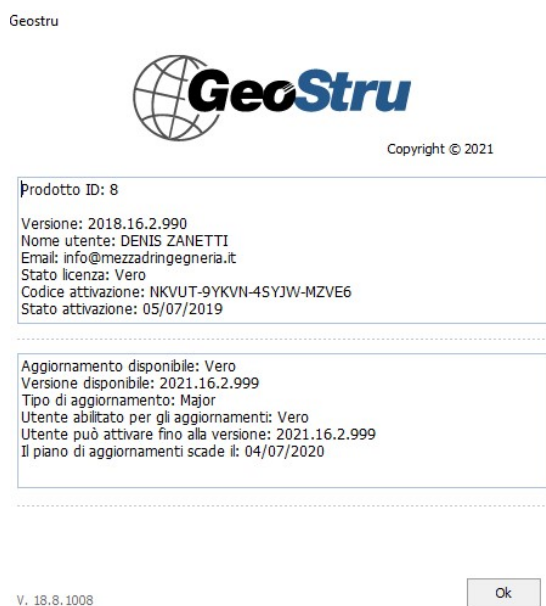 Geostru
GeoStru
Copyright © 2021
Prodotto ID: 8
Versione: 2018.16.2.990
Nome utente: DENIS ZANETTI
Email: info@mezzadringegneria.it
Stato licenza: Vero
Codice attivazione: NKVUT-9YKVN-4SYJW-MZVE6
Stato attivazione: 05/07/2019
Aggiornamento disponibile: Vero
Versione disponibile: 2021.16.2.999
Tipo di aggiornamento: Major
Utente abilitato per gli aggiornamenti: Vero
Utente può attivare fino alla versione: 2021.16.2.999
Il piano di aggiornamenti scade il: 04/07/2020
V. 18.8.1008
Ok